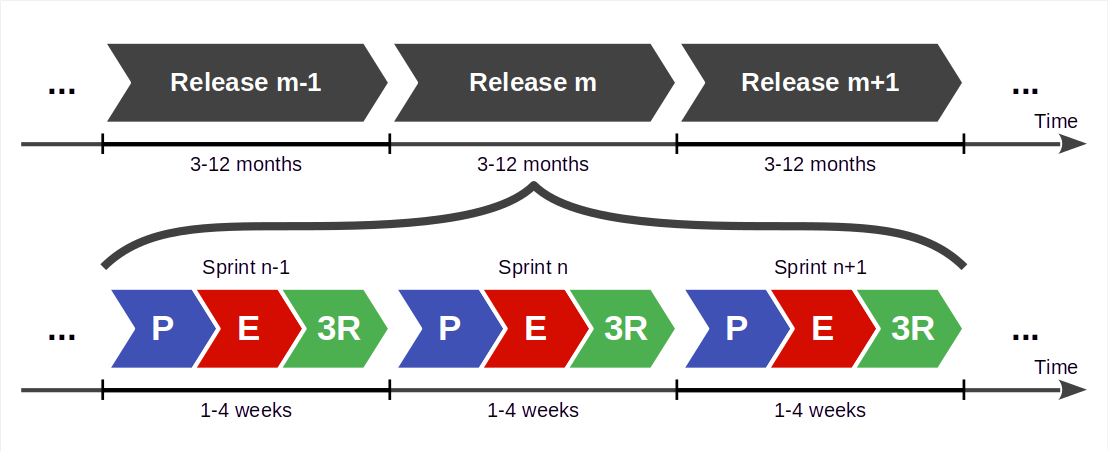 ... Release m-1 Release m Release m+1 ...
Time
3-12 months 3-12 months 3-12 months
Sprint n-1 Sprint n Sprint n+1
... P E 3R P E 3R P E 3R ...
Time
1-4 weeks 1-4 weeks 1-4 weeks